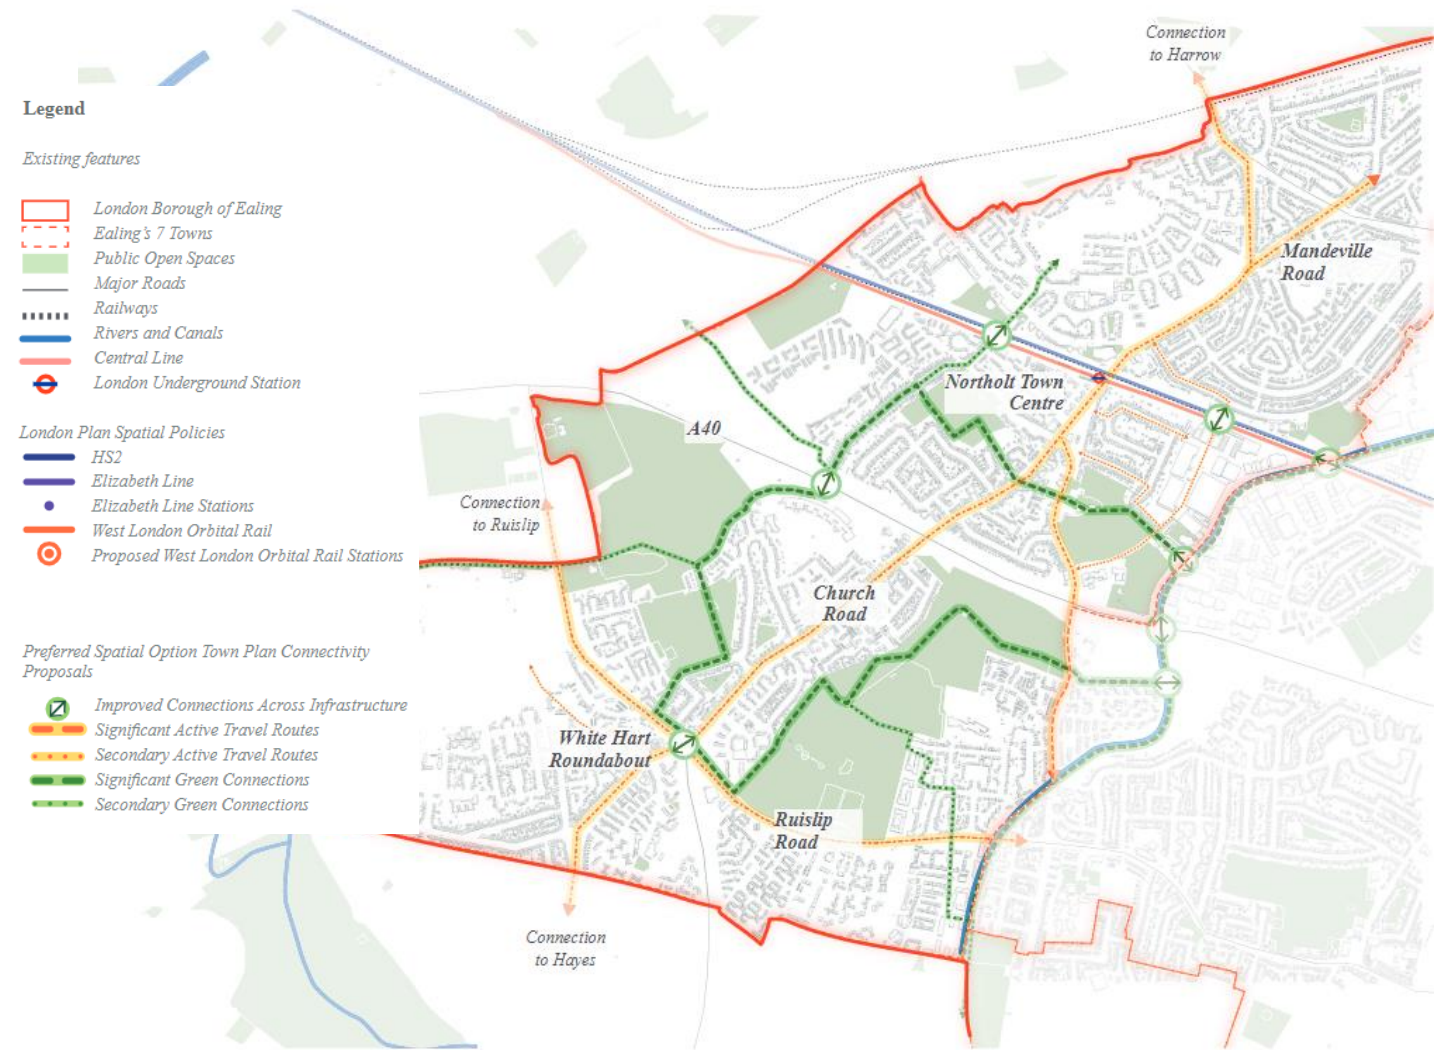 Connection
to Harrow
Legend
Existing features
London Borough of Ealing
Ealing's 7 Towns
Public Open Spaces
Major Roads
Railways
Rivers and Canals
Central Line
London Underground Station
London Plan Spatial Policies
HS2
Elizabeth Line
Elizabeth Line Stations
West London Orbital Rail
Proposed West London Orbital Rail Stations
Preferred Spatial Option Town Plan Connectivity
Proposals
Improved Connections Across Infrastructure
Significant Active Travel Routes
Secondary Active Travel Routes
Significant Green Connections
Secondary Green Connections
Mandeville
Road
Northolt Town
Centre
A40
Connection
to Ruislip
Church
Road
White Hart
Roundabout
Ruislip
Road
Connection
to Hayes